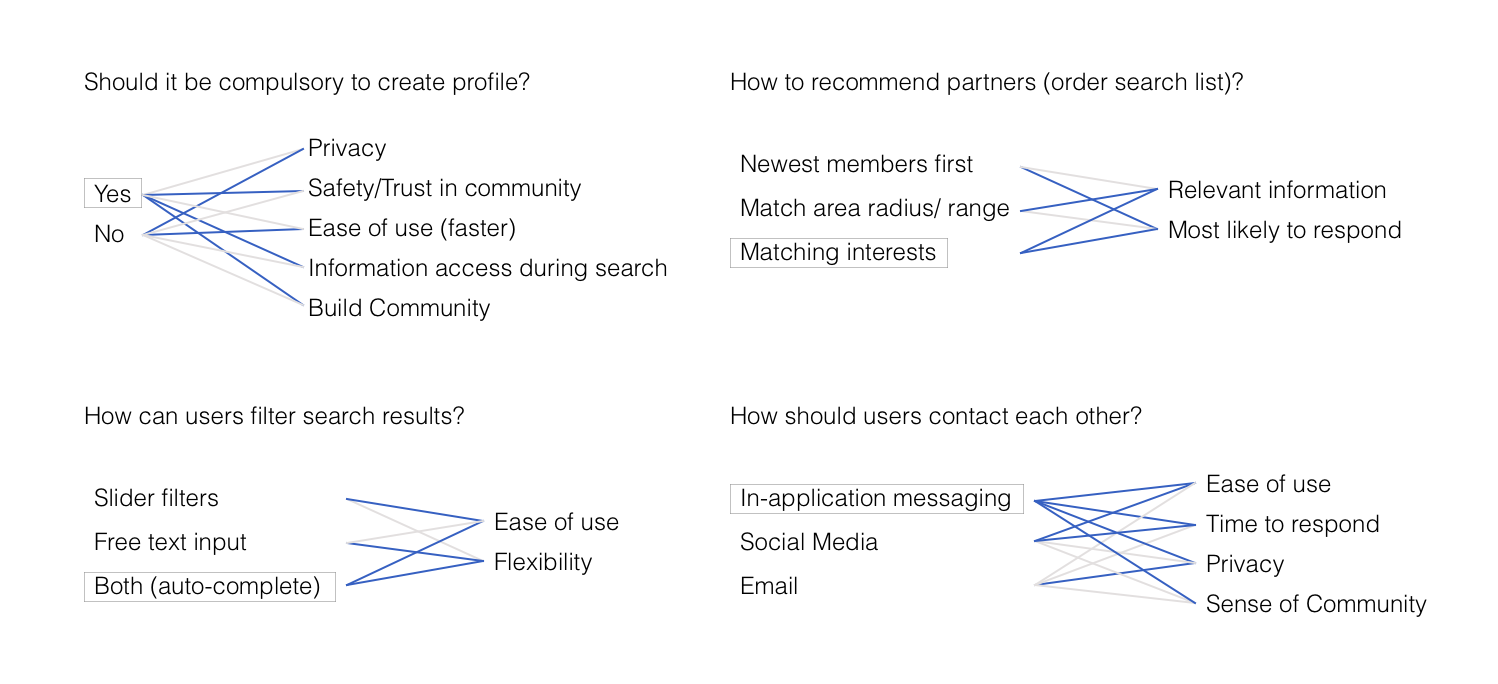 Should it be compulsory to create profile?
Yes
No
Privacy
Safety/Trust in community
Ease of use (faster)
Information access during search
Build Community
How to recommend partners (order search list)?
Newest members first
Match area radius/ range
Matching interests
Relevant information
Most likely to respond
How can users filter search results?
Slider filters
Free text input
Both (auto-complete)
Ease of use
Flexibility
How should users contact each other?
In-application messaging
Social Media
Email
Ease of use
Time to respond
Privacy
Sense of Community